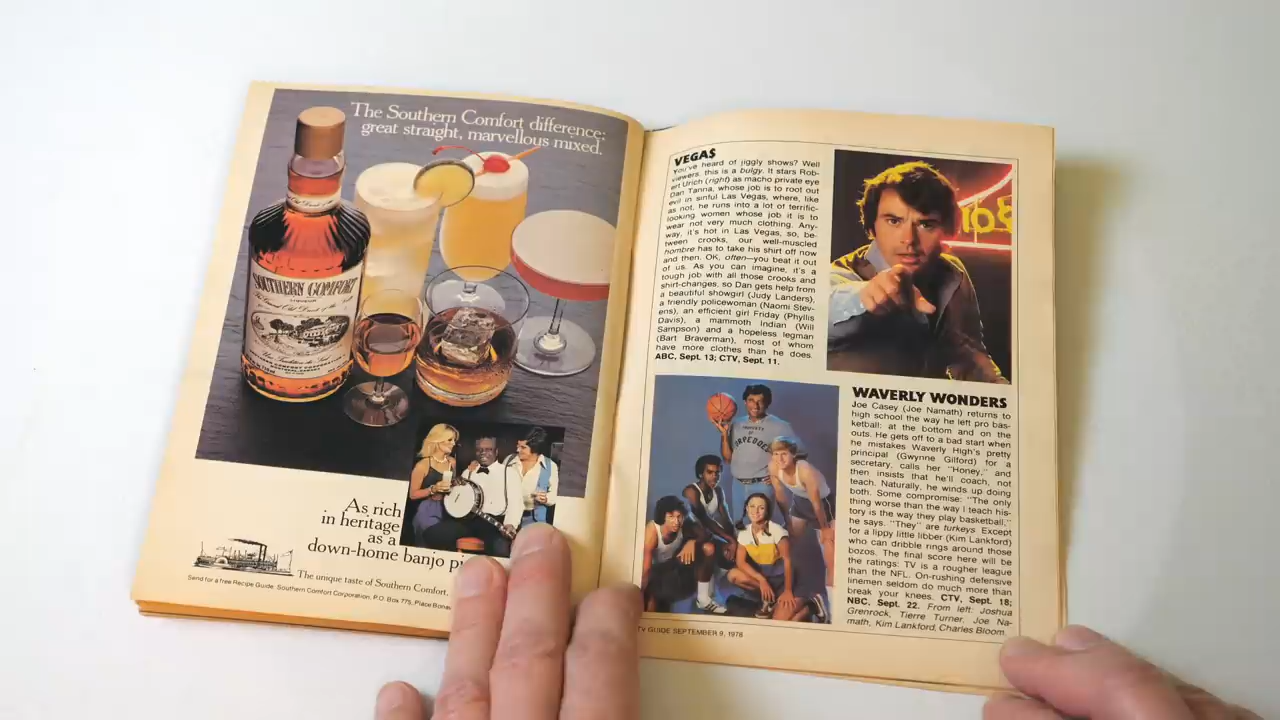 The Southern Comfort difference:
great straight, marvellous mixed.
SOUTHERN COMFORT
LIQUEUR
As rich
in heritage
as a
down-home banjo
The unique taste of Southern Comfort.
Send for a free Recipe Guide. Southern Comfort Corporation, P.O. Box 775, Place
VEGA$
You've heard of jiggly shows? Well
viewers, this is a bulgy. It stars Rob-
ert Urich (right) as macho private eye
Dan Tanna, whose job is to root out
evil in sinful Las Vegas, where, like
as not, he runs into a lot of terrific-
looking women whose job it is to
wear not very much clothing. Any-
way, it's hot in Las Vegas, so, be-
tween crooks, our well-muscled
hombre has to take his shirt off now
and then. OK, often—you beat it out
of us. As you can imagine, it's a
tough job with all those crooks and
shirt-changes, so Dan gets help from
a beautiful showgirl (Judy Landers),
a friendly policewoman (Naomi Stev-
ens), an efficient girl Friday (Phyllis
Davis), a mammoth Indian (Will
Sampson) and a hopeless legman
(Bart Braverman), most of whom
have more clothes than he does.
ABC, Sept. 13; CTV, Sept. 11.
PROPERTY OF
TORPEDOES
WAVERLY WONDERS
Joe Casey (Joe Namath) returns to
high school the way he left pro bas-
ketball: at the bottom and on the
outs. He gets off to a bad start when
he mistakes Waverly High's pretty
principal (Gwynne Gilford) for a
secretary, calls her "Honey," and
then insists that he'll coach, not
teach. Naturally, he winds up doing
both. Some compromise: "The only
thing worse than the way I teach his-
tory is the way they play basketball,"
he says. "They" are turkeys. Except
for a lippy little libber (Kim Lankford)
who can dribble rings around those
bozos. The final score here will be
the ratings: TV is a rougher league
than the NFL. On-rushing defensive
linemen seldom do much more than
break your knees. CTV, Sept. 18;
NBC, Sept. 22. From left: Joshua
Grenrock, Tierre Turner, Joe Na-
math, Kim Lankford, Charles Bloom.
TV GUIDE SEPTEMBER 9, 1978